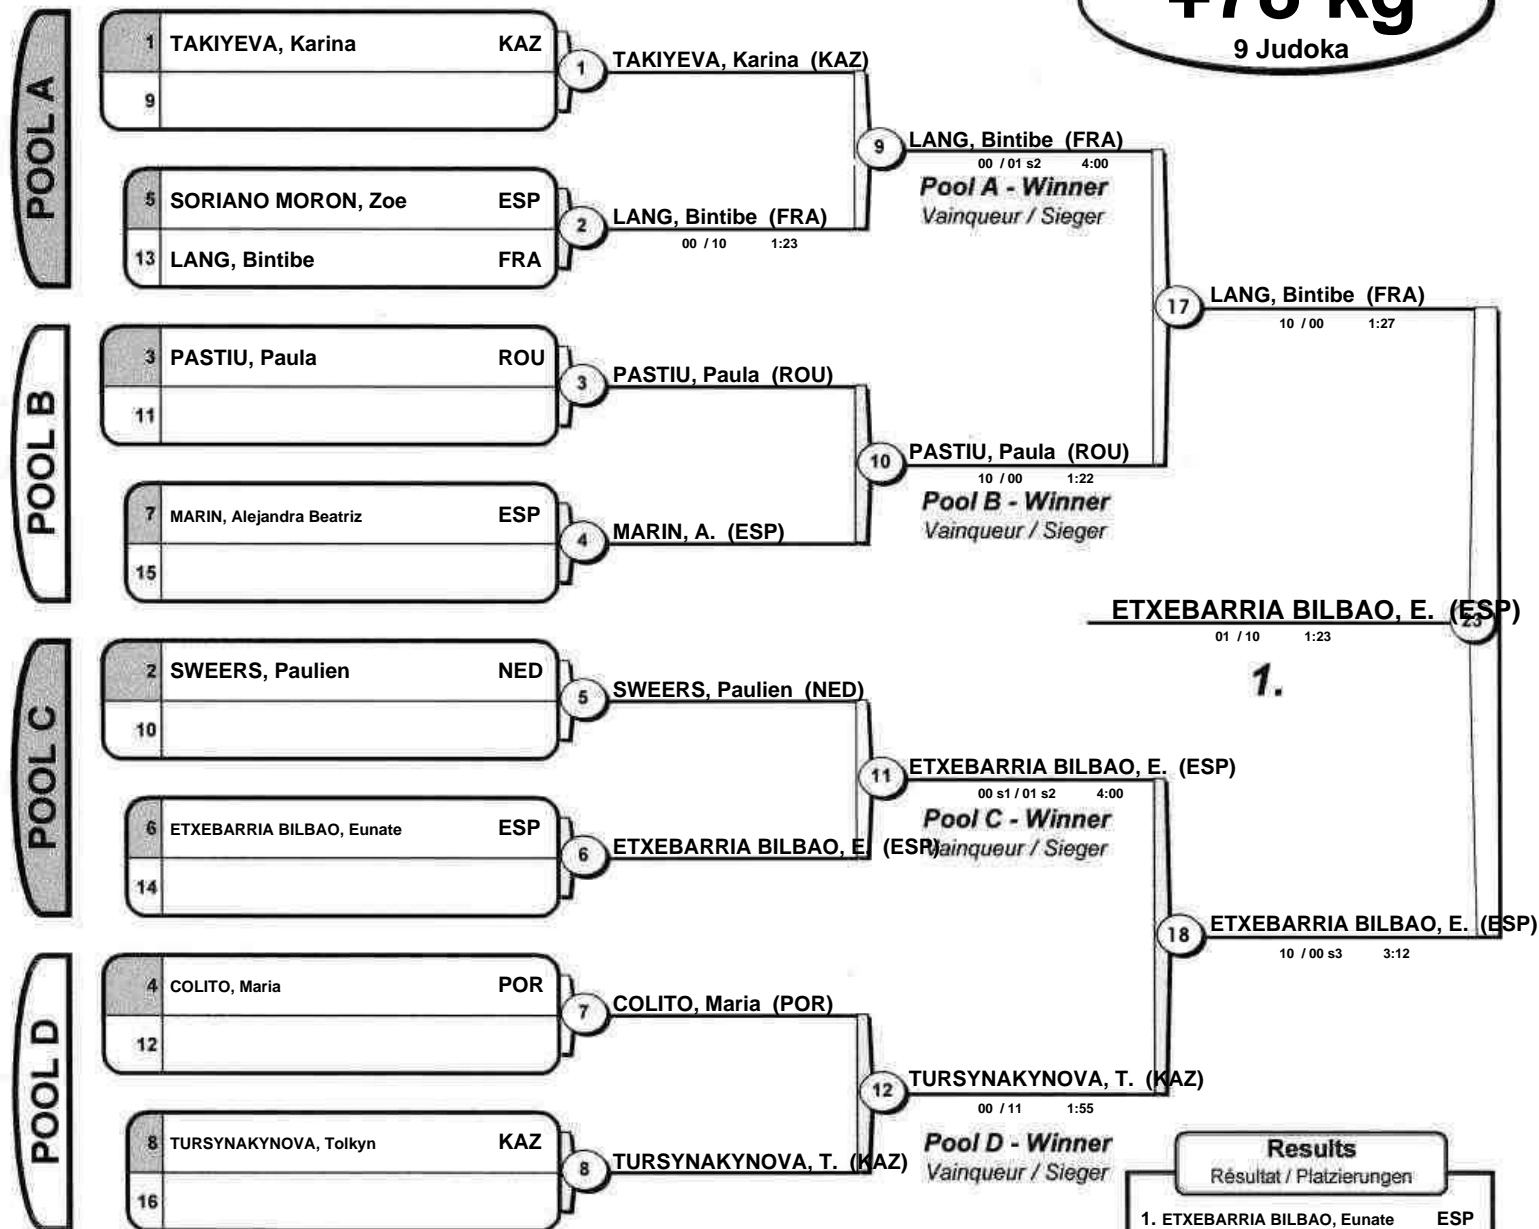 +78 kg
9 Judoka
POOL A
1 TAKIYEVA, Karina KAZ
9
1 TAKIYEVA, Karina (KAZ)
5 SORIANO MORON, Zoe ESP
13 LANG, Bintibe FRA
2 LANG, Bintibe (FRA)
00 / 10 1:23
9 LANG, Bintibe (FRA)
00 / 01 s2 4:00
Pool A - Winner
Vainqueur / Sieger
POOL B
3 PASTIU, Paula ROU
11
3 PASTIU, Paula (ROU)
7 MARIN, Alejandra Beatriz ESP
15
4 MARIN, A. (ESP)
10 PASTIU, Paula (ROU)
10 / 00 1:22
Pool B - Winner
Vainqueur / Sieger
17 LANG, Bintibe (FRA)
10 / 00 1:27
ETXEBARRIA BILBAO, E. (ESP)
23
01 / 10 1:23
1.
POOL C
2 SWEERS, Paulien NED
10
5 SWEERS, Paulien (NED)
6 ETXEBARRIA BILBAO, Eunate ESP
14
6 ETXEBARRIA BILBAO, E. (ESP)
11 ETXEBARRIA BILBAO, E. (ESP)
00 s1 / 01 s2 4:00
Pool C - Winner
Vainqueur / Sieger
POOL D
4 COLITO, Maria POR
12
7 COLITO, Maria (POR)
8 TURSYNAKYNOVA, Tolkyn KAZ
16
8 TURSYNAKYNOVA, T. (KAZ)
12 TURSYNAKYNOVA, T. (KAZ)
00 / 11 1:55
Pool D - Winner
Vainqueur / Sieger
18 ETXEBARRIA BILBAO, E. (ESP)
10 / 00 s3 3:12
Results
Résultat / Platzierungen
1. ETXEBARRIA BILBAO, Eunate ESP